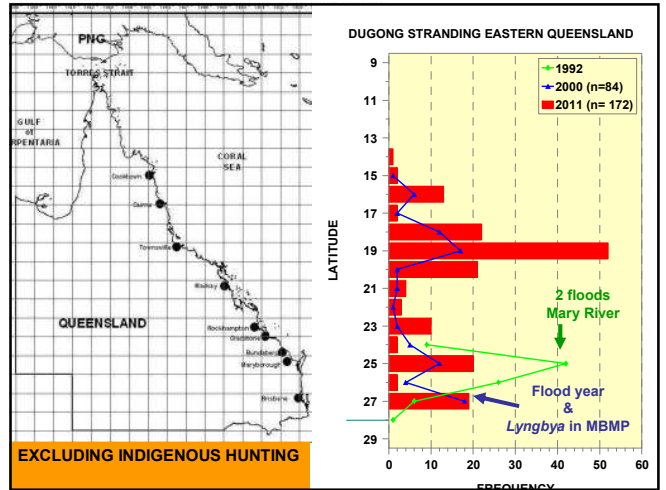 PNG
TORRES STRAIT
GULF
of
RPENTARIA
CORAL
SEA
Cooktown
Cairns
Townsville
Mackay
Rockhampton
Gladstone
Bundaberg
Maryborough
Brisbane
QUEENSLAND
EXCLUDING INDIGENOUS HUNTING
DUGONG STRANDING EASTERN QUEENSLAND
1992
2000 (n=84)
2011 (n= 172)
LATITUDE
9
11
13
15
17
19
21
23
25
27
29
2 floods
Mary River
Flood year
&
Lyngbya in MBMP
0 10 20 30 40 50 60
FREQUENCY